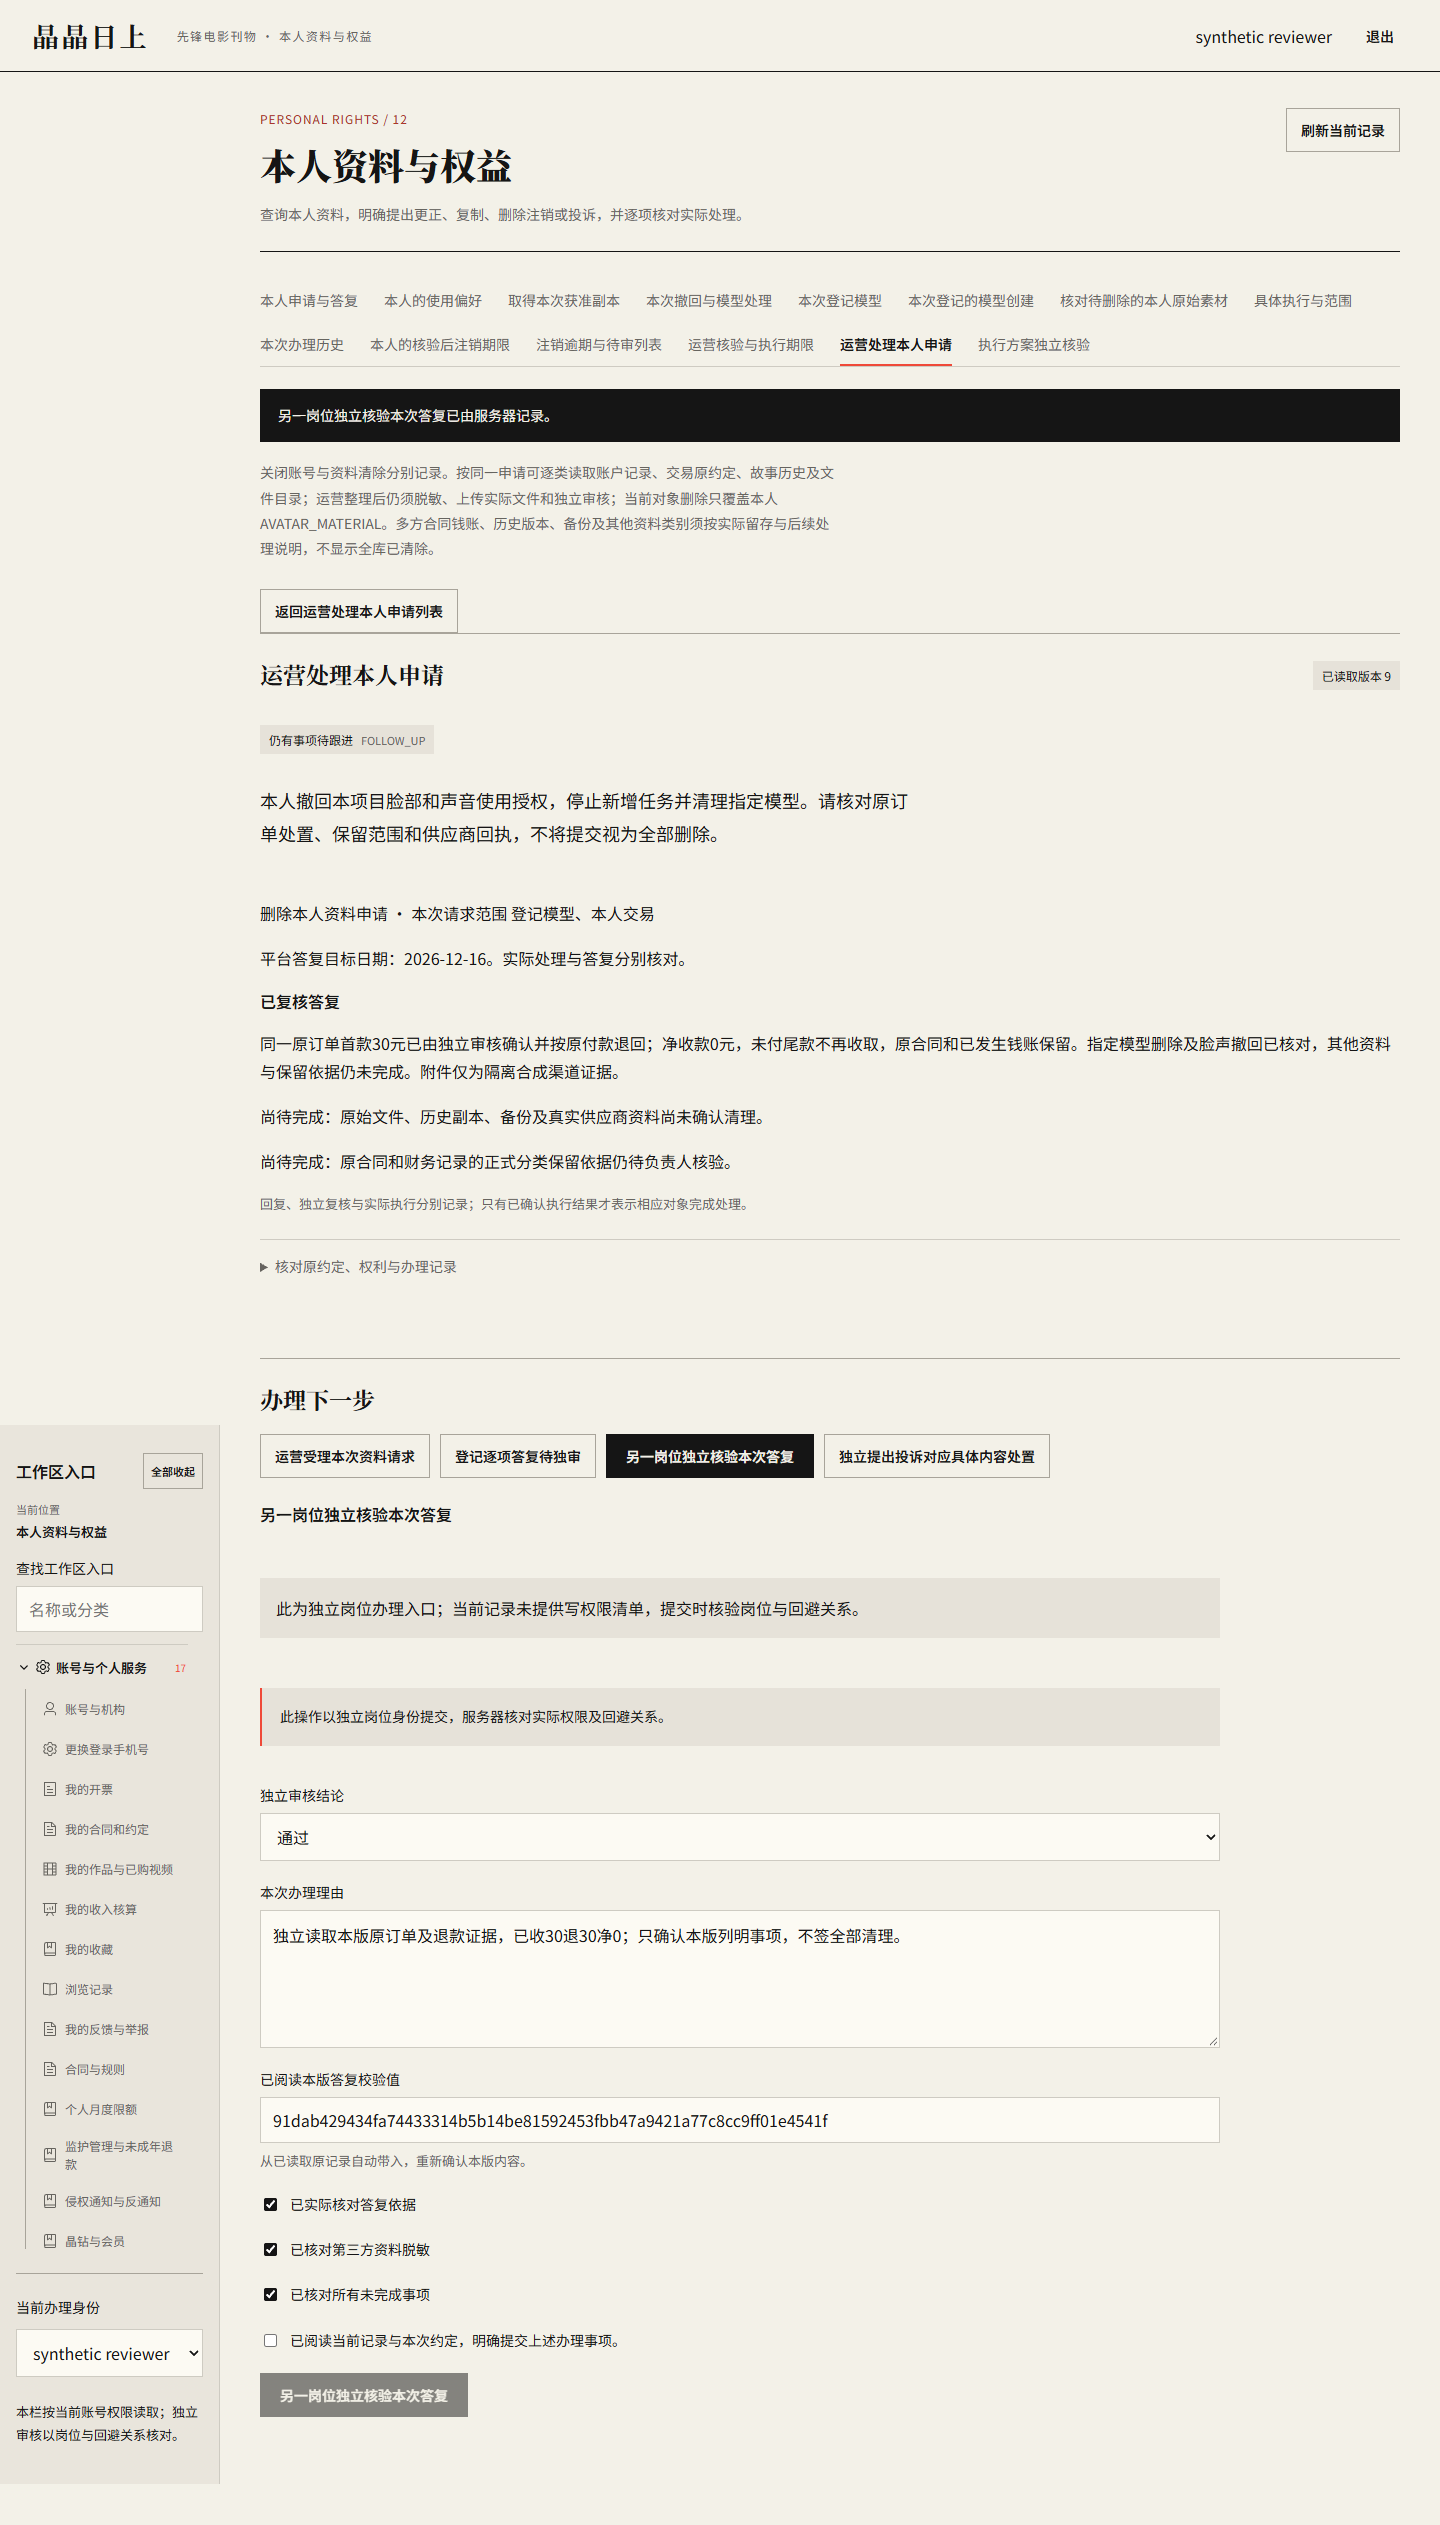 晶晶日上
先锋电影刊物 · 本人资料与权益
synthetic reviewer
退出
PERSONAL RIGHTS / 12
刷新当前记录
本人资料与权益
查询本人资料，明确提出更正、复制、删除注销或投诉，并逐项核对实际处理。
本人申请与答复 本人的使用偏好 取得本次获准副本 本次撤回与模型处理 本次登记模型 本次登记的模型创建 核对待删除的本人原始素材 具体执行与范围
本次办理历史 本人的核验后注销期限 注销逾期与待审列表 运营核验与执行期限 运营处理本人申请 执行方案独立核验
另一岗位独立核验本次答复已由服务器记录。
关闭账号与资料清除分别记录。按同一申请可逐类读取账户记录、交易原约定、故事历史及文
件目录；运营整理后仍须脱敏、上传实际文件和独立审核；当前对象删除只覆盖本人
AVATAR_MATERIAL。多方合同钱账、历史版本、备份及其他资料类别须按实际留存与后续处
理说明，不显示全库已清除。
返回运营处理本人申请列表
运营处理本人申请
已读取版本 9
仍有事项待跟进 FOLLOW_UP
本人撤回本项目脸部和声音使用授权，停止新增任务并清理指定模型。请核对原订
单处置、保留范围和供应商回执，不将提交视为全部删除。
删除本人资料申请 · 本次请求范围 登记模型、本人交易
平台答复目标日期：2026-12-16。实际处理与答复分别核对。
已复核答复
同一原订单首款30元已由独立审核确认并按原付款退回；净收款0元，未付尾款不再收取，原合同和已发生钱账保留。指定模型删除及脸声撤回已核对，其他资料
与保留依据仍未完成。附件仅为隔离合成渠道证据。
尚待完成：原始文件、历史副本、备份及真实供应商资料尚未确认清理。
尚待完成：原合同和财务记录的正式分类保留依据仍待负责人核验。
回复、独立复核与实际执行分别记录；只有已确认执行结果才表示相应对象完成处理。
核对原约定、权利与办理记录
办理下一步
运营受理本次资料请求 登记逐项答复待独审 另一岗位独立核验本次答复 独立提出投诉对应具体内容处置
另一岗位独立核验本次答复
此为独立岗位办理入口；当前记录未提供写权限清单，提交时核验岗位与回避关系。
此操作以独立岗位身份提交，服务器核对实际权限及回避关系。
独立审核结论
通过
本次办理理由
独立读取本版原订单及退款证据，已收30退30净0；只确认本版列明事项，不签全部清理。
已阅读本版答复校验值
91dab429434fa74433314b5b14be81592453fbb47a9421a77c8cc9ff01e4541f
从已读取原记录自动带入，重新确认本版内容。
已实际核对答复依据
已核对第三方资料脱敏
已核对所有未完成事项
已阅读当前记录与本次约定，明确提交上述办理事项。
另一岗位独立核验本次答复
工作区入口
全部收起
当前位置
本人资料与权益
查找工作区入口
名称或分类
账号与个人服务 17
账号与机构
更换登录手机号
我的开票
我的合同和约定
我的作品与已购视频
我的收入核算
我的收藏
浏览记录
我的反馈与举报
合同与规则
个人月度限额
监护管理与未成年退
款
侵权通知与反通知
晶钻与会员
当前办理身份
synthetic reviewer
本栏按当前账号权限读取；独立
审核以岗位与回避关系核对。